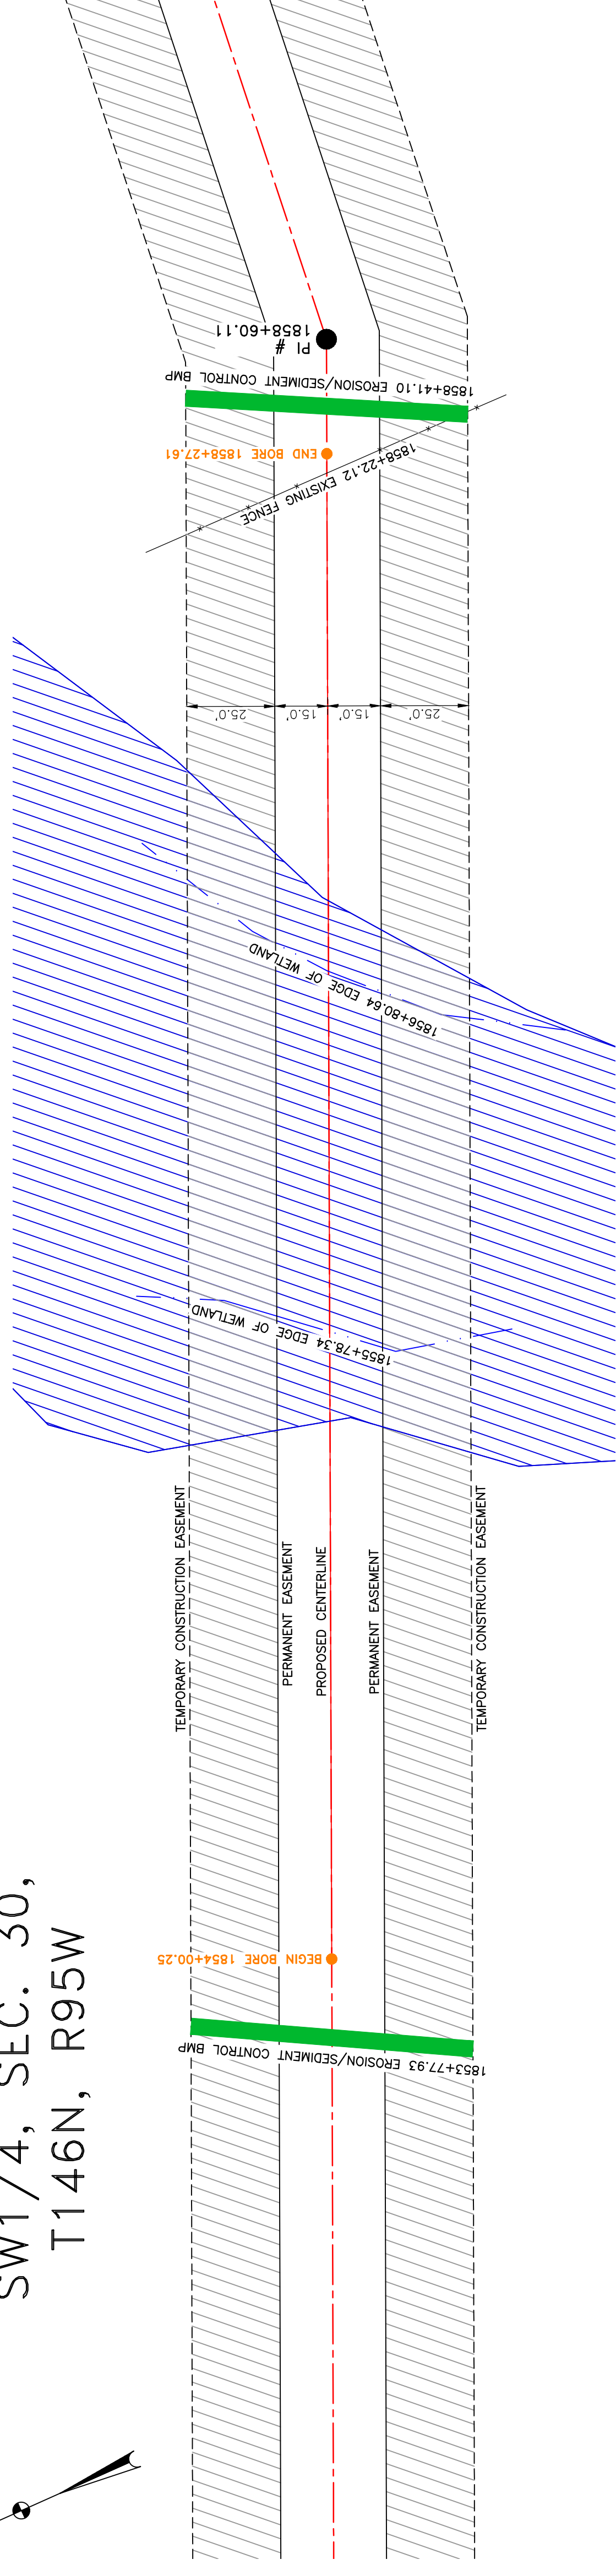 1858+60.11
PI #
1858+41.10 EROSION/SEDIMENT CONTROL BMP
END BORE 1858+27.61
1858+22.12 EXISTING FENCE
25.0'
15.0'
15.0'
25.0'
1856+80.64 EDGE OF WETLAND
1855+78.34 EDGE OF WETLAND
TEMPORARY CONSTRUCTION EASEMENT
PERMANENT EASEMENT
PROPOSED CENTERLINE
PERMANENT EASEMENT
TEMPORARY CONSTRUCTION EASEMENT
BEGIN BORE 1854+00.25
1853+77.93 EROSION/SEDIMENT CONTROL BMP
SW1/4, SEC. 30,
T146N, R95W